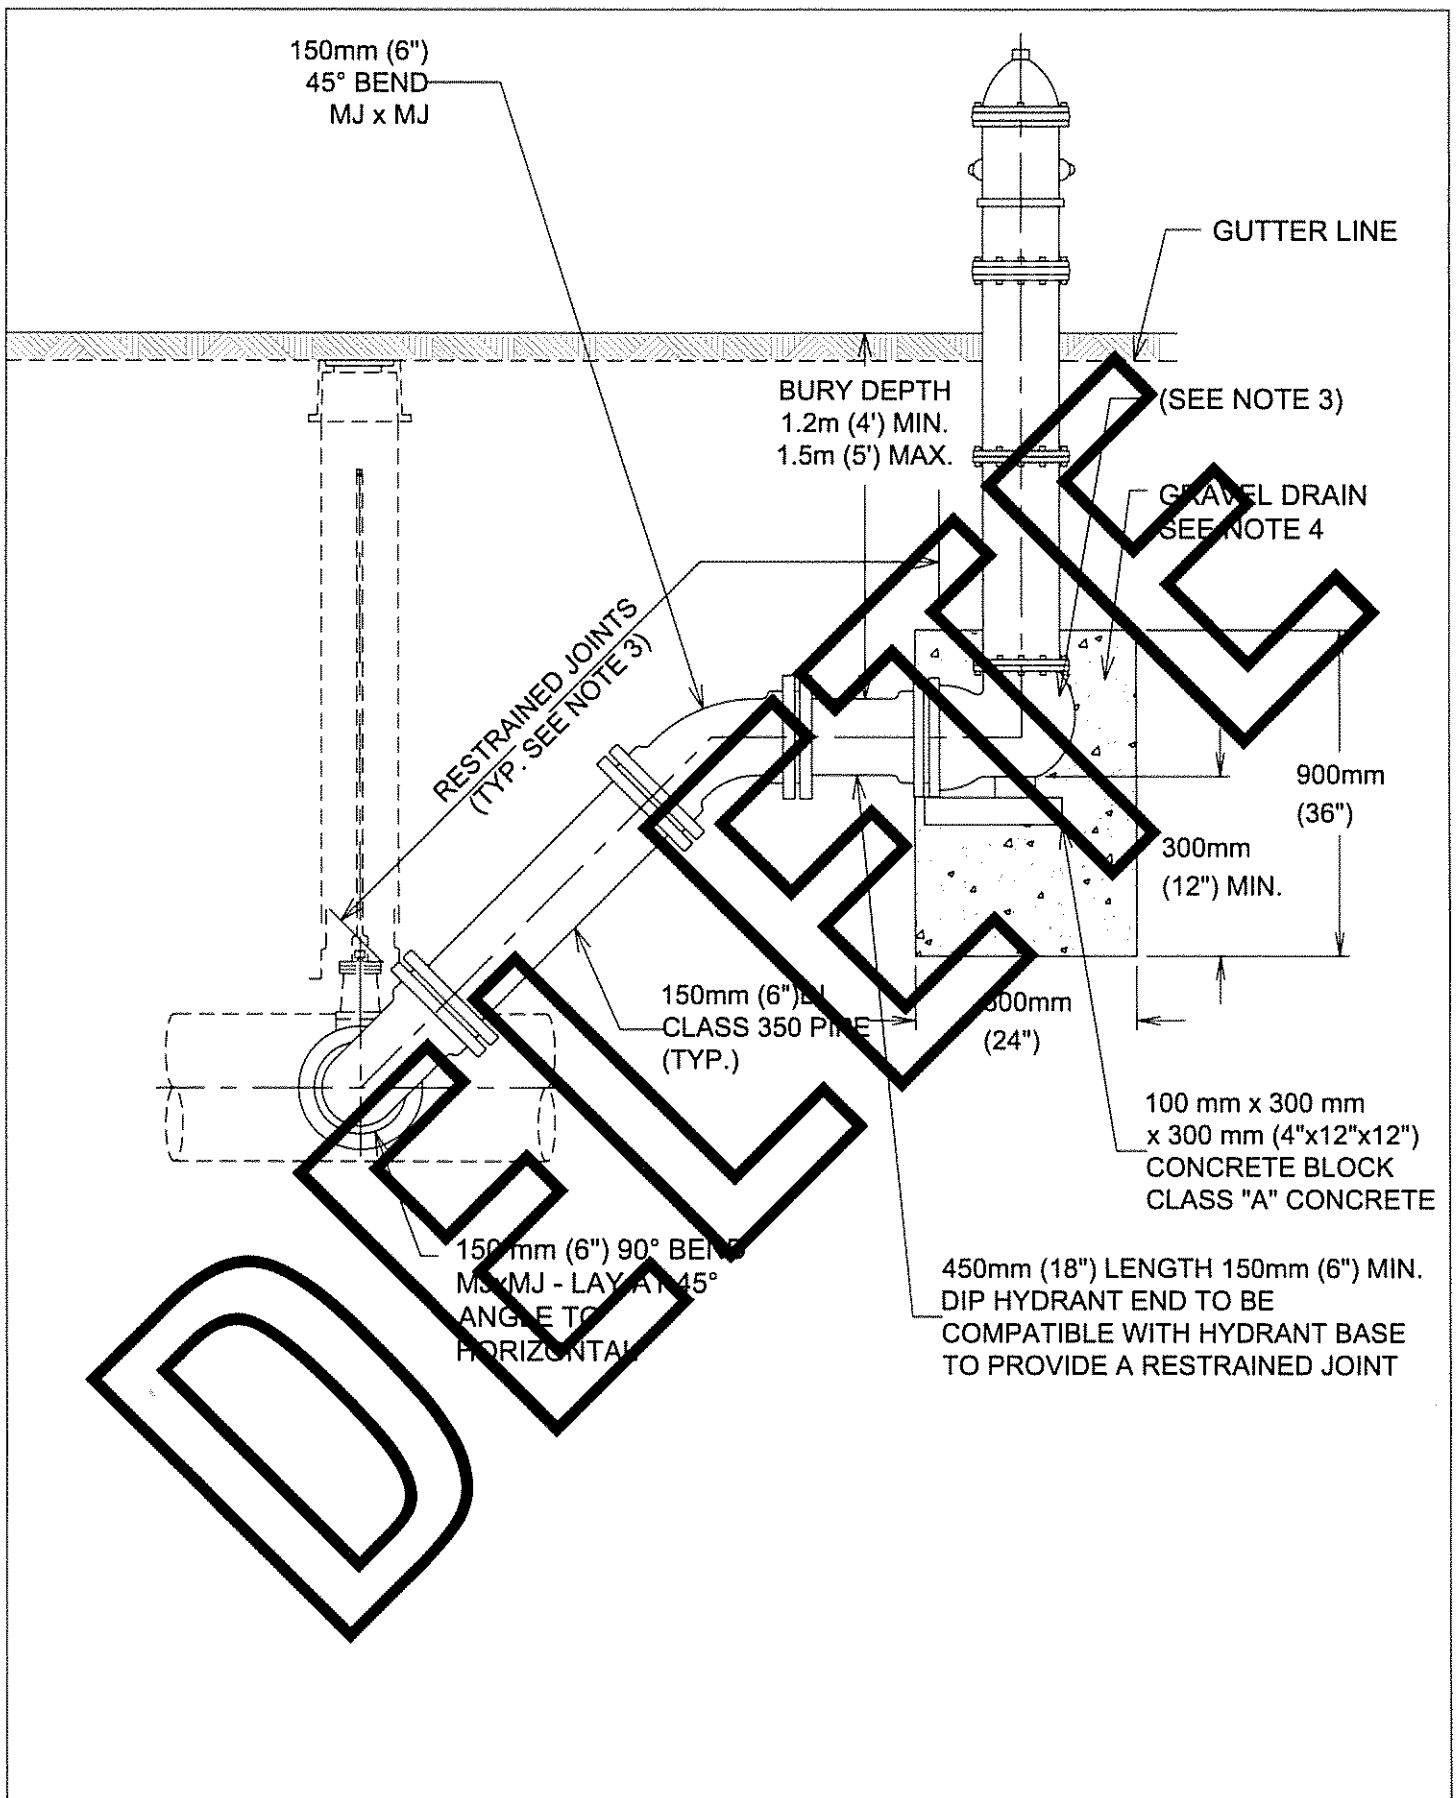 150mm (6")
45° BEND
MJ x MJ
GUTTER LINE
BURY DEPTH
1.2m (4') MIN.
1.5m (5') MAX.
(SEE NOTE 3)
GRAVEL DRAIN
SEE NOTE 4
RESTRAINED JOINTS
(TYP. SEE NOTE 3)
900mm
(36")
300mm
(12") MIN.
150mm (6") DI
CLASS 350 PIPE
(TYP.)
600mm
(24")
100 mm x 300 mm
x 300 mm (4"x12"x12")
CONCRETE BLOCK
CLASS "A" CONCRETE
150 mm (6") 90° BEND
MJxMJ - LAY AT 45°
ANGLE TO
HORIZONTAL
450mm (18") LENGTH 150mm (6") MIN.
DIP HYDRANT END TO BE
COMPATIBLE WITH HYDRANT BASE
TO PROVIDE A RESTRAINED JOINT
DELETE